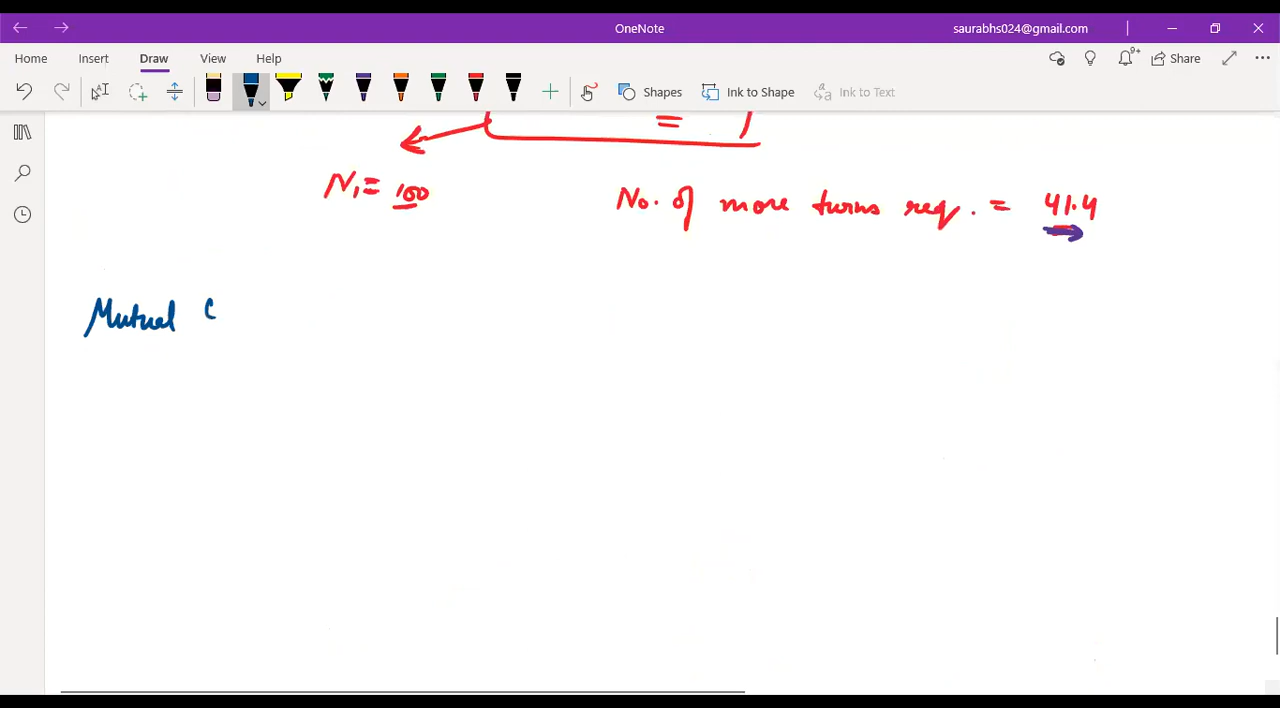 OneNote
saurabhs024@gmail.com
Home Insert Draw View Help
Share
Shapes
Ink to Shape
Ink to Text
=
N₁ = 100
No. of more turns req. = 41.4
Mutual